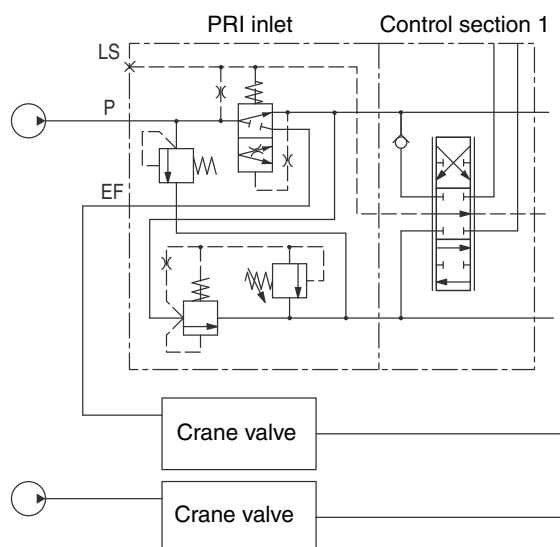 PRI inlet
Control section 1
LS
P
EF
Crane valve
Crane valve